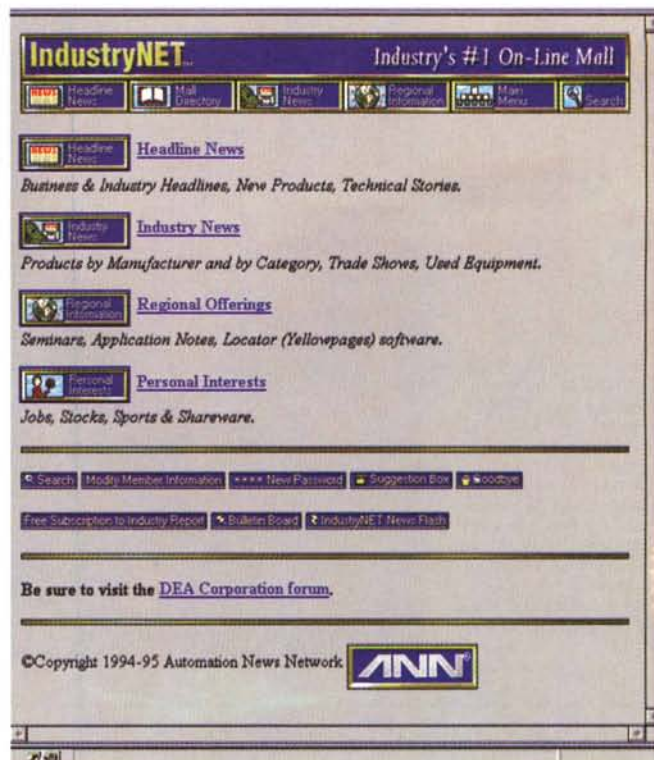 IndustryNET™ Industry's #1 On-Line Mall
NEWS Headline News Mall Directory Industry News Regional Information Main Menu Search
NEWS Headline News Headline News
Business & Industry Headlines, New Products, Technical Stories.
Industry News Industry News
Products by Manufacturer and by Category, Trade Shows, Used Equipment.
Regional Information Regional Offerings
Seminars, Application Notes, Locator (Yellowpages) software.
Personal Interests Personal Interests
Jobs, Stocks, Sports & Shareware.
Search Modify Member Information **** New Password Suggestion Box Goodbye
Free Subscription to Industry Report Bulletin Board IndustryNET News Flash
Be sure to visit the DEA Corporation forum.
©Copyright 1994-95 Automation News Network ANN®